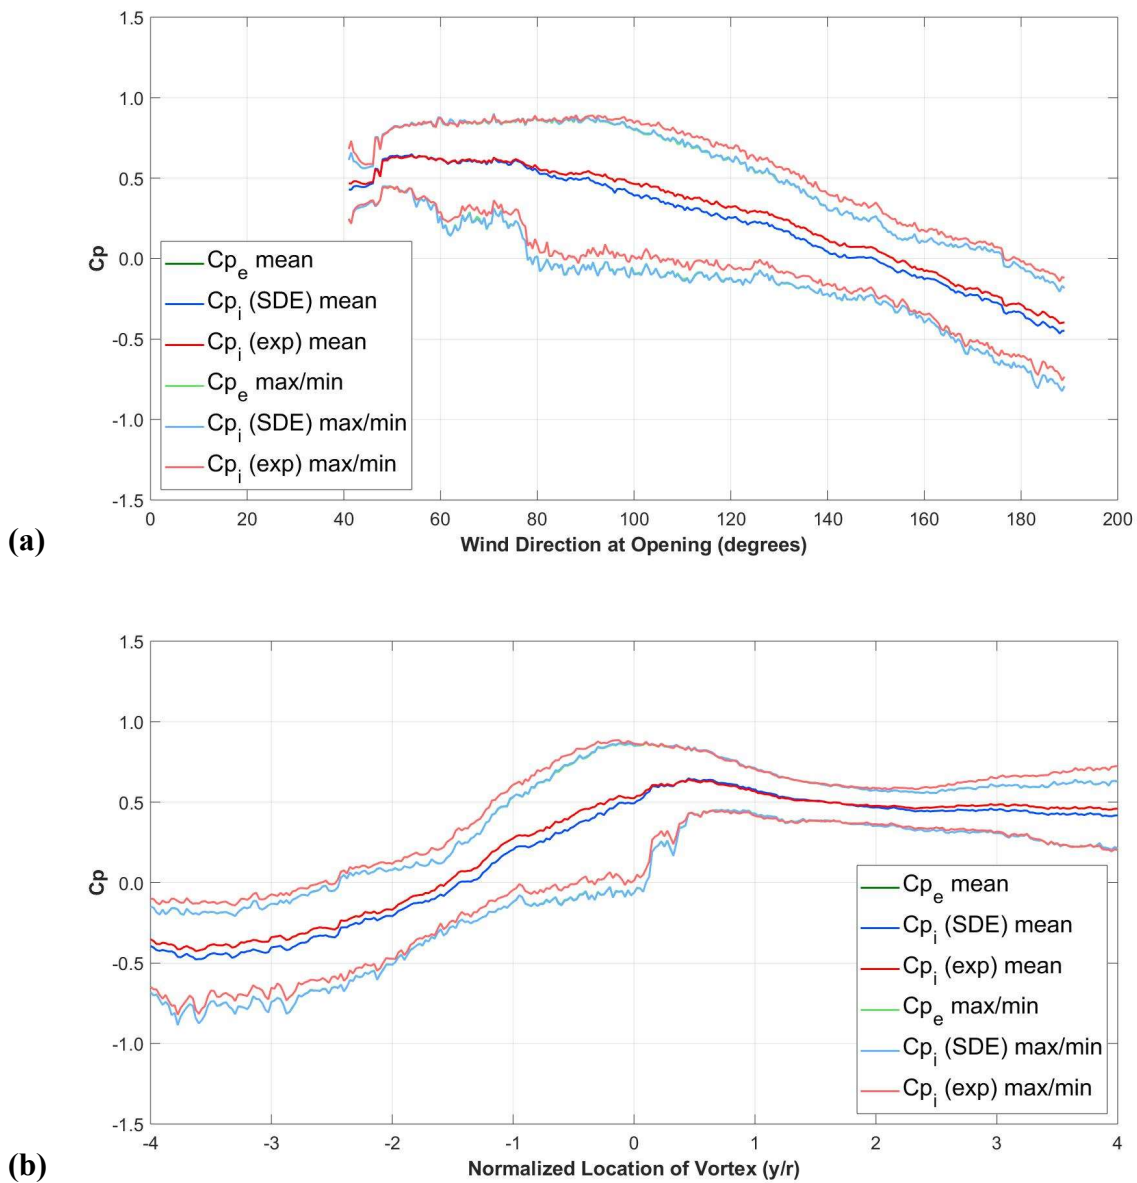 1.5
1.0
0.5
0.0
-0.5
-1.0
-1.5
Cp
Cpe mean
Cpi (SDE) mean
Cpi (exp) mean
Cpe max/min
Cpi (SDE) max/min
Cpi (exp) max/min
0 20 40 60 80 100 120 140 160 180 200
(a) Wind Direction at Opening (degrees)
1.5
1.0
0.5
0.0
-0.5
-1.0
-1.5
Cp
Cpe mean
Cpi (SDE) mean
Cpi (exp) mean
Cpe max/min
Cpi (SDE) max/min
Cpi (exp) max/min
-4 -3 -2 -1 0 1 2 3 4
(b) Normalized Location of Vortex (y/r)